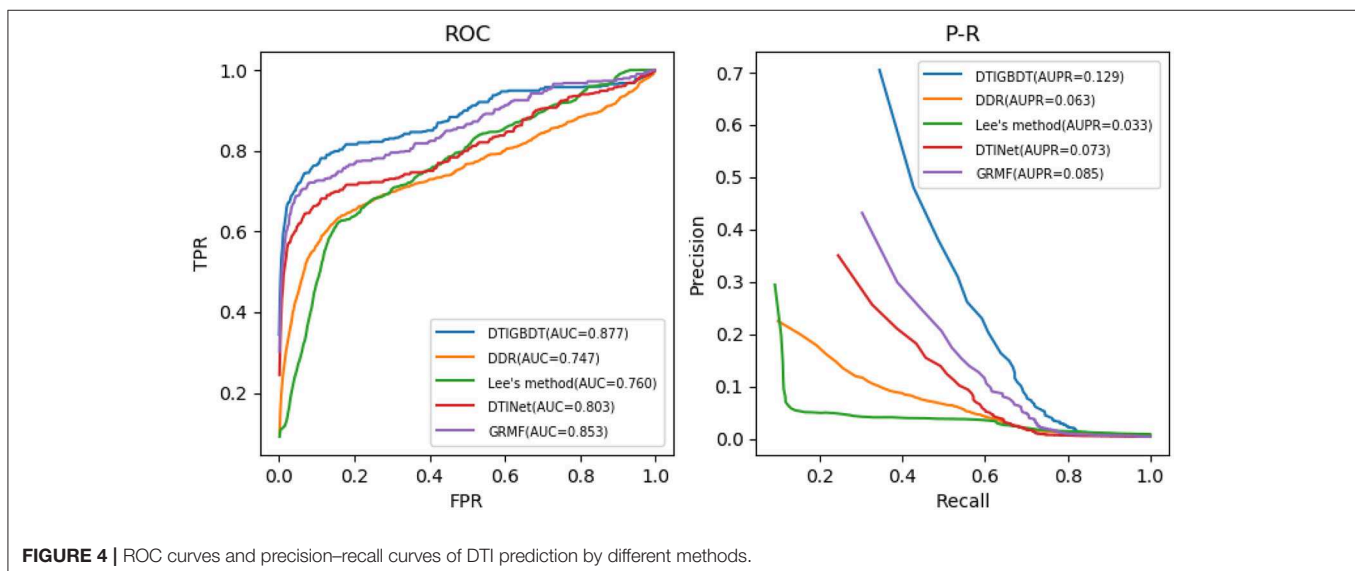 ROC
1.0
0.8
0.6
0.4
0.2
TPR
0.0
0.2
0.4
0.6
0.8
1.0
FPR
DTIGBDT(AUC=0.877)
DDR(AUC=0.747)
Lee's method(AUC=0.760)
DTINet(AUC=0.803)
GRMF(AUC=0.853)
P-R
0.7
0.6
0.5
0.4
0.3
0.2
0.1
0.0
Precision
0.2
0.4
0.6
0.8
1.0
Recall
DTIGBDT(AUPR=0.129)
DDR(AUPR=0.063)
Lee's method(AUPR=0.033)
DTINet(AUPR=0.073)
GRMF(AUPR=0.085)
FIGURE 4 | ROC curves and precision–recall curves of DTI prediction by different methods.